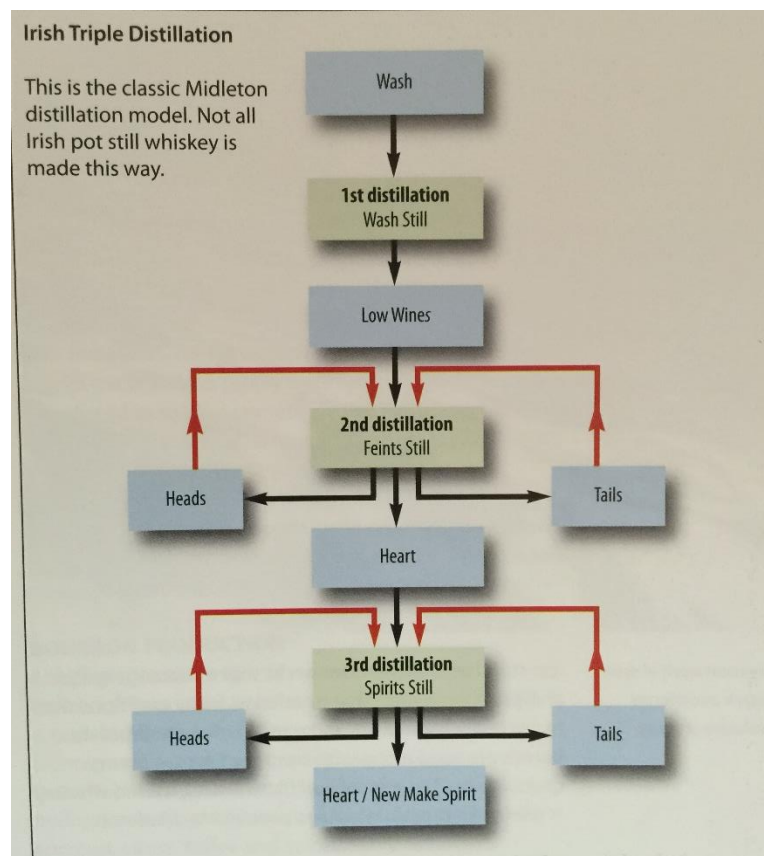 Irish Triple Distillation
This is the classic Midleton
distillation model. Not all
Irish pot still whiskey is
made this way.
Wash
1st distillation
Wash Still
Low Wines
2nd distillation
Feints Still
Heads
Tails
Heart
3rd distillation
Spirits Still
Heads
Tails
Heart / New Make Spirit